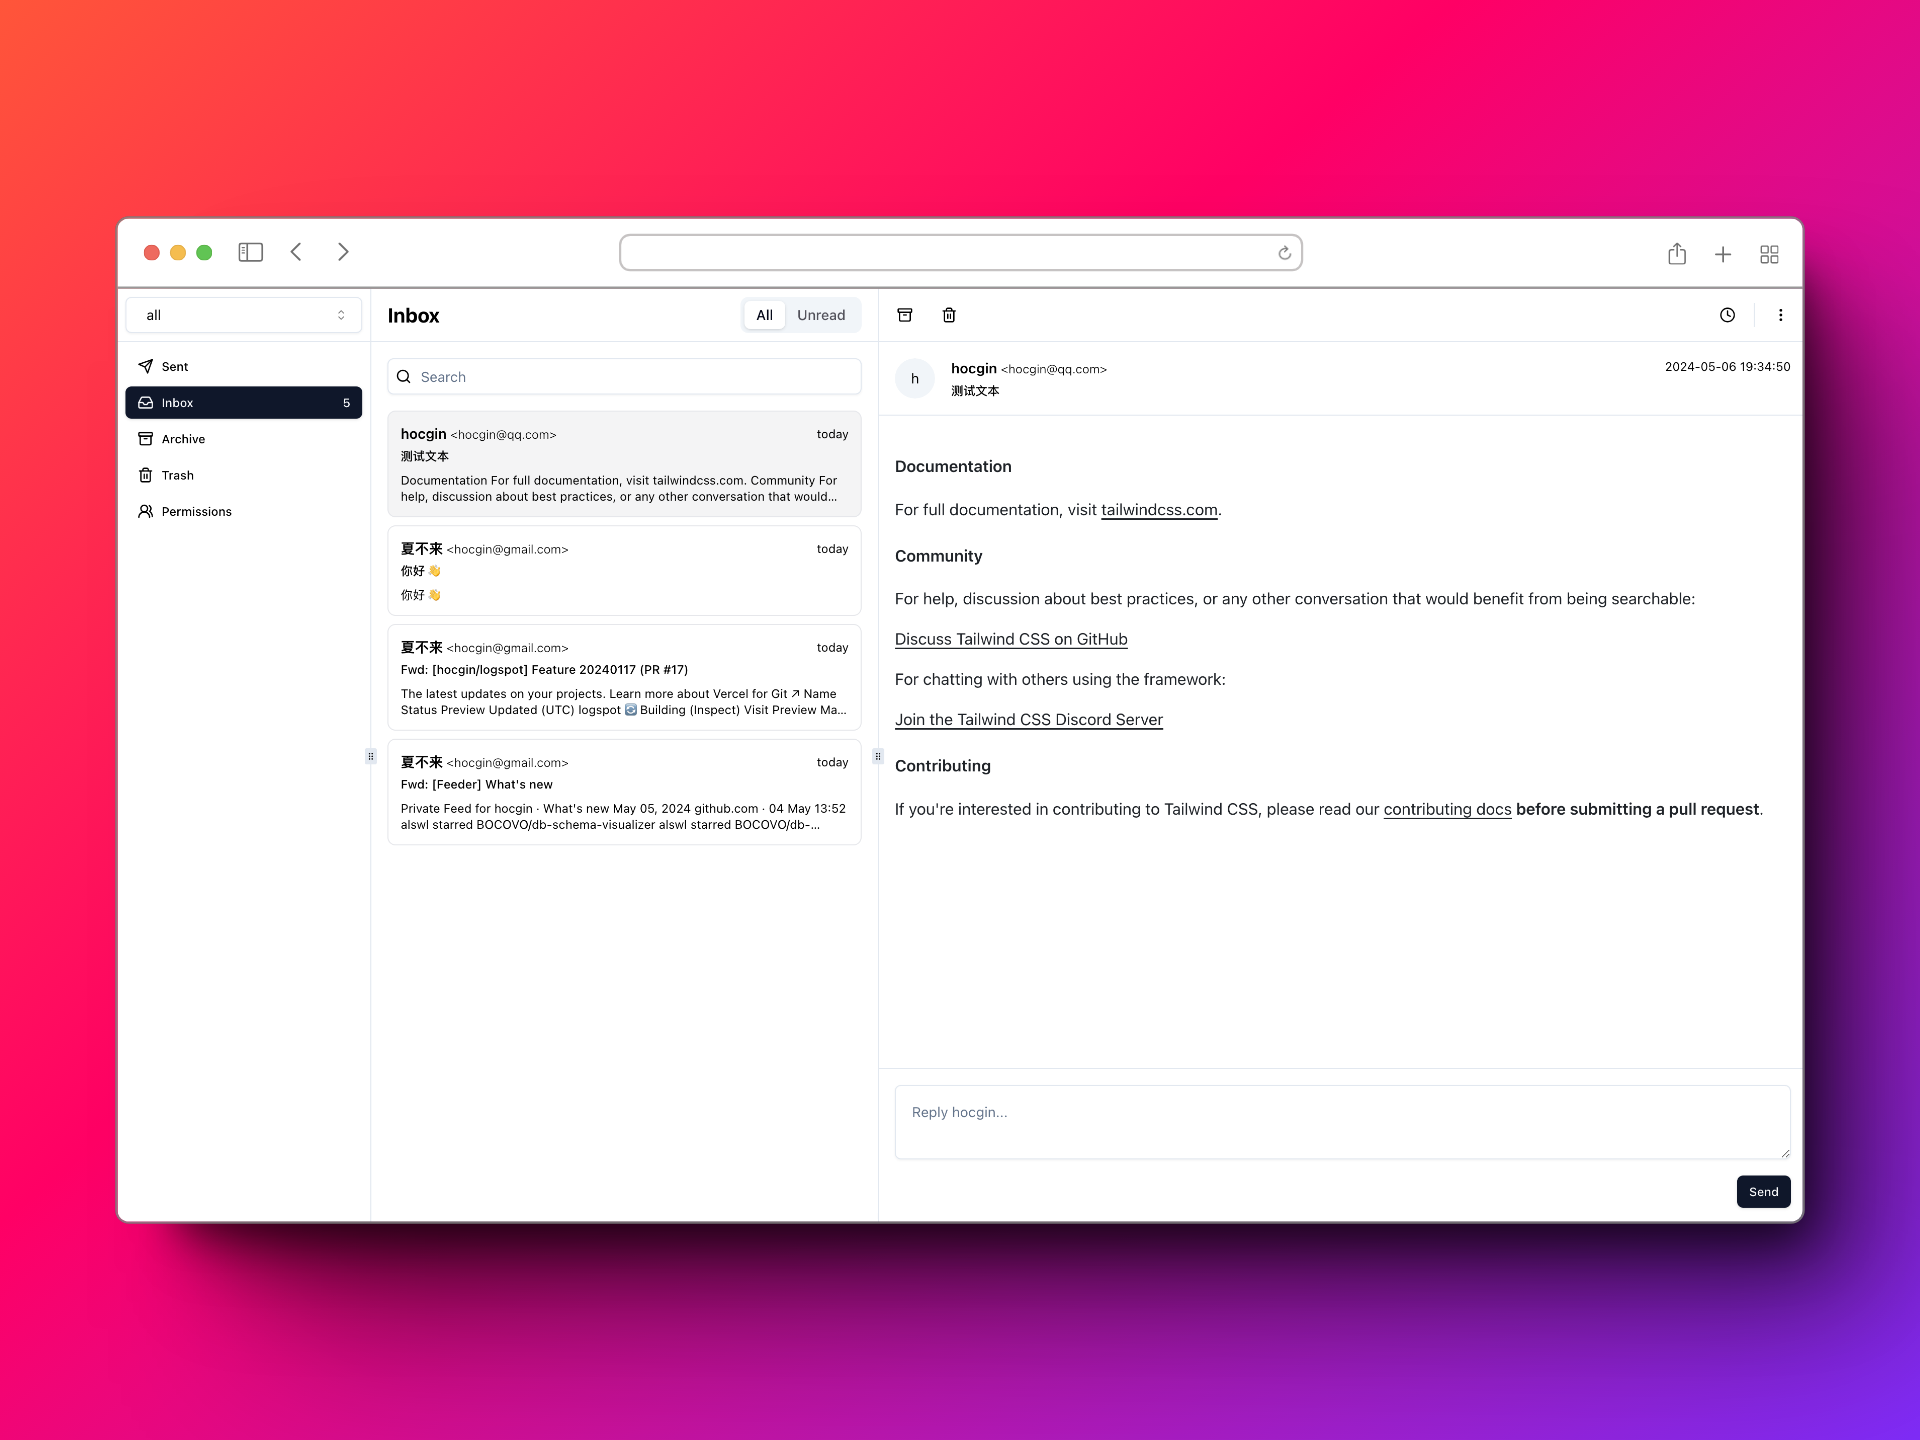 all
Sent
Inbox 5
Archive
Trash
Permissions
Inbox
All Unread
Search
hocgin <hocgin@qq.com> today
测试文本
Documentation For full documentation, visit tailwindcss.com. Community For
help, discussion about best practices, or any other conversation that would...
夏不来 <hocgin@gmail.com> today
你好 👋
你好 👋
夏不来 <hocgin@gmail.com> today
Fwd: [hocgin/logspot] Feature 20240117 (PR #17)
The latest updates on your projects. Learn more about Vercel for Git ↗ Name
Status Preview Updated (UTC) logspot 🔄 Building (Inspect) Visit Preview Ma...
夏不来 <hocgin@gmail.com> today
Fwd: [Feeder] What's new
Private Feed for hocgin · What's new May 05, 2024 github.com · 04 May 13:52
alswl starred BOCOVO/db-schema-visualizer alswl starred BOCOVO/db-...
h
hocgin <hocgin@qq.com> 2024-05-06 19:34:50
测试文本
Documentation
For full documentation, visit tailwindcss.com.
Community
For help, discussion about best practices, or any other conversation that would benefit from being searchable:
Discuss Tailwind CSS on GitHub
For chatting with others using the framework:
Join the Tailwind CSS Discord Server
Contributing
If you're interested in contributing to Tailwind CSS, please read our contributing docs before submitting a pull request.
Reply hocgin...
Send